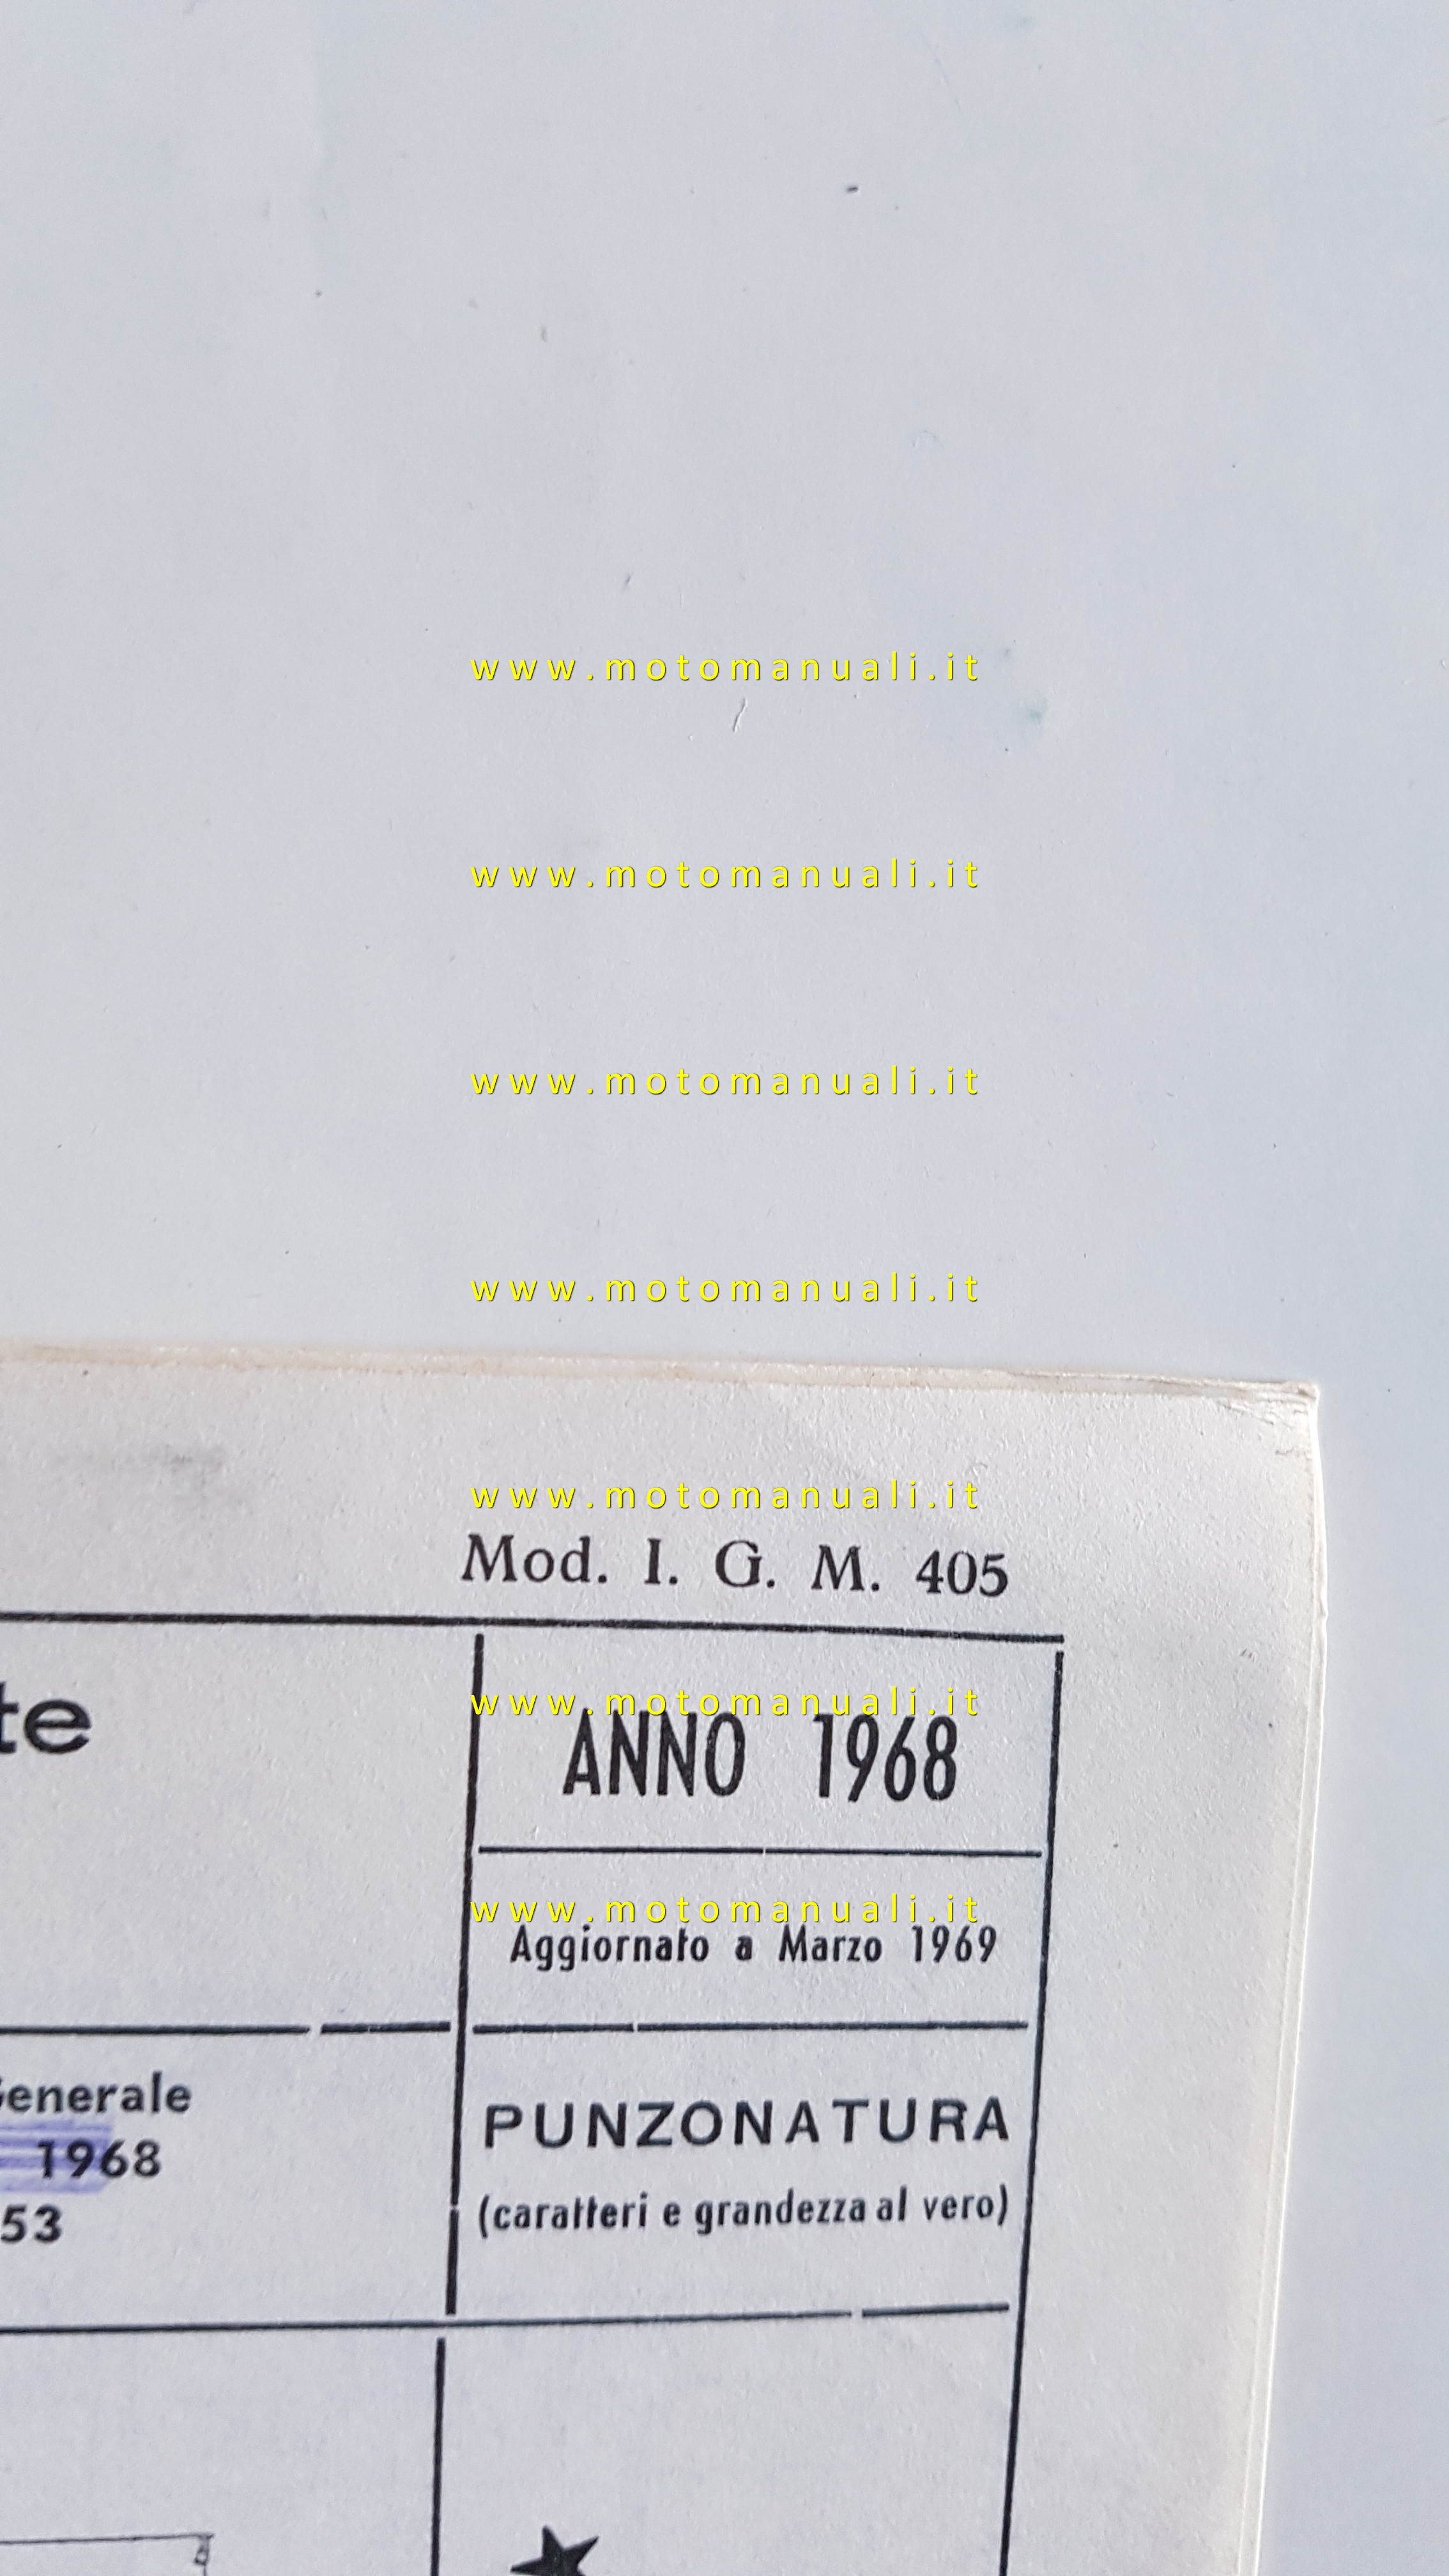 www.motomanuali.it
www.motomanuali.it
www.motomanuali.it
www.motomanuali.it
www.motomanuali.it
Mod. I. G. M. 405
www.motomanuali.it
te
ANNO 1968
www.motomanuali.it
Aggiornato a Marzo 1969
enerale
1968
53
PUNZONATURA
(caratteri e grandezza al vero)